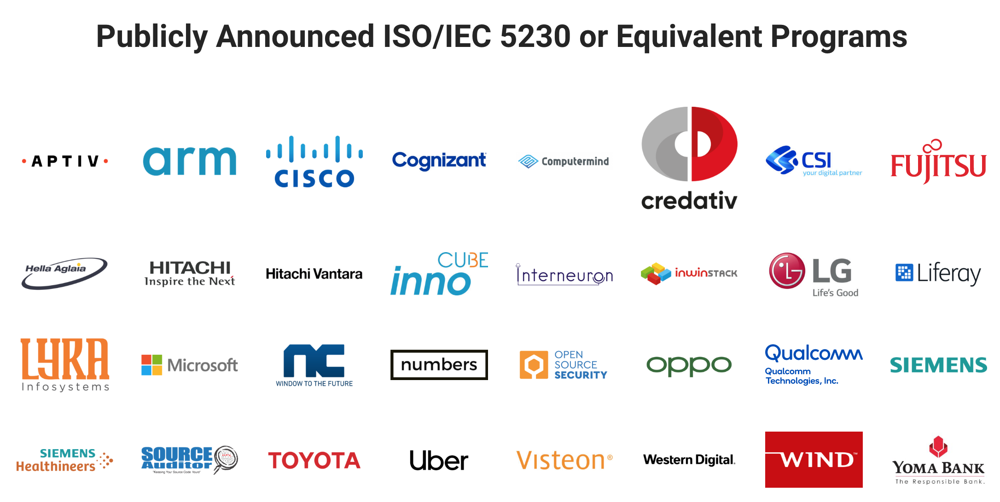 Publicly Announced ISO/IEC 5230 or Equivalent Programs
APTIV
arm
CISCO
Cognizant
Computermind
credativ
CSI
your digital partner
FUJITSU
Hella Aglaia
HITACHI
Inspire the Next
Hitachi Vantara
CUBE
inno
Interneuron
inwinSTACK
LG
Life's Good
Liferay
LYRA
Infosystems
Microsoft
nc
WINDOW TO THE FUTURE
numbers
OPEN
SOURCE
SECURITY
oppo
Qualcomm
Qualcomm
Technologies, Inc.
SIEMENS
SIEMENS
Healthineers
SOURCE
Auditor
GPL
"Keeping Your Source Code Yours"
TOYOTA
Uber
Visteon®
Western Digital.
WIND™
YOMA BANK
The Responsible Bank.